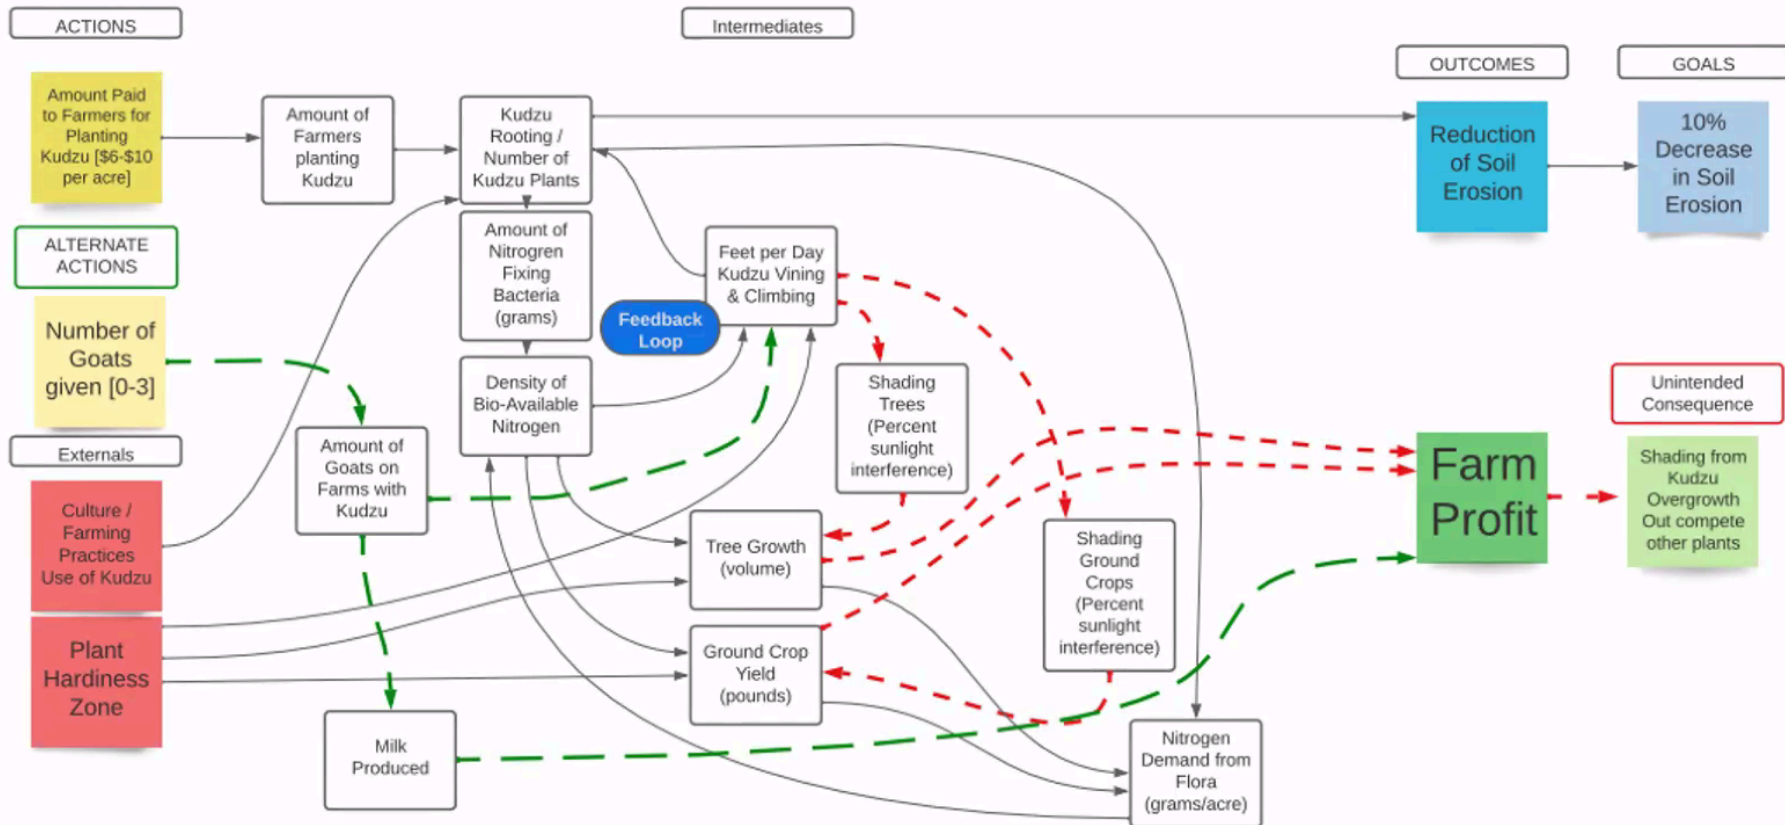 ACTIONS
Intermediates
OUTCOMES
GOALS
Amount Paid
to Farmers for
Planting
Kudzu [$6-$10
per acre]
Amount of
Farmers
planting
Kudzu
Kudzu
Rooting /
Number of
Kudzu Plants
Reduction
of Soil
Erosion
10%
Decrease
in Soil
Erosion
ALTERNATE
ACTIONS
Amount of
Nitrogren
Fixing
Bacteria
(grams)
Feet per Day
Kudzu Vining
& Climbing
Feedback
Loop
Number of
Goats
given [0-3]
Density of
Bio-Available
Nitrogen
Shading
Trees
(Percent
sunlight
interference)
Unintended
Consequence
Externals
Amount of
Goats on
Farms with
Kudzu
Farm
Profit
Shading from
Kudzu
Overgrowth
Out compete
other plants
Culture /
Farming
Practices
Use of Kudzu
Tree Growth
(volume)
Shading
Ground
Crops
(Percent
sunlight
interference)
Plant
Hardiness
Zone
Ground Crop
Yield
(pounds)
Milk
Produced
Nitrogen
Demand from
Flora
(grams/acre)